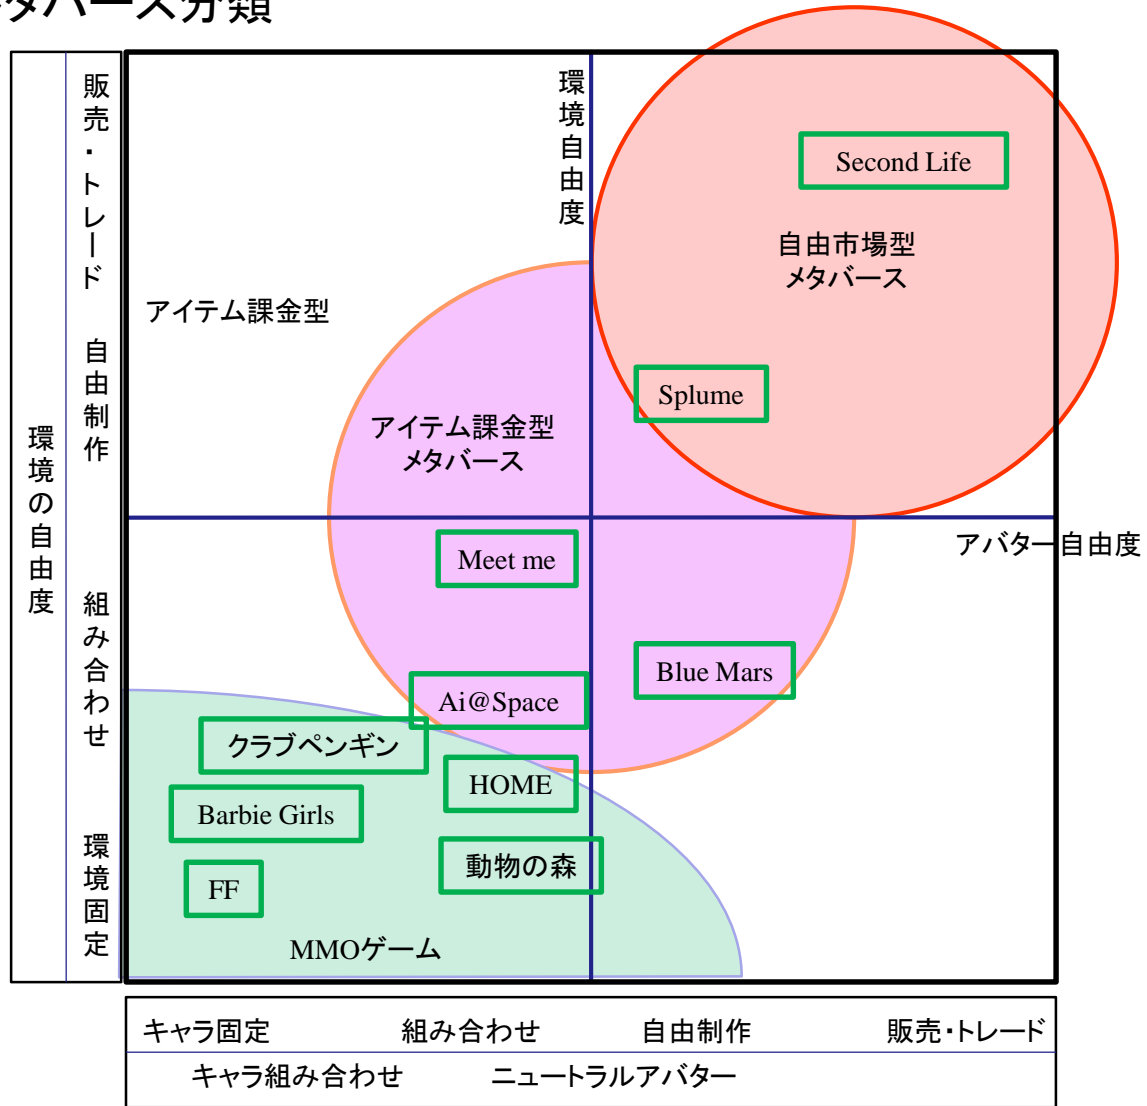 タバース分類
環境の自由度
販売・トレード
自由制作
組み合わせ
環境固定
環境自由度
Second Life
自由市場型
メタバース
アイテム課金型
Splume
アイテム課金型
メタバース
アバター自由度
Meet me
Blue Mars
Ai@Space
クラブペンギン
HOME
Barbie Girls
動物の森
FF
MMOゲーム
キャラ固定 組み合わせ 自由制作 販売・トレード
キャラ組み合わせ ニュートラルアバター